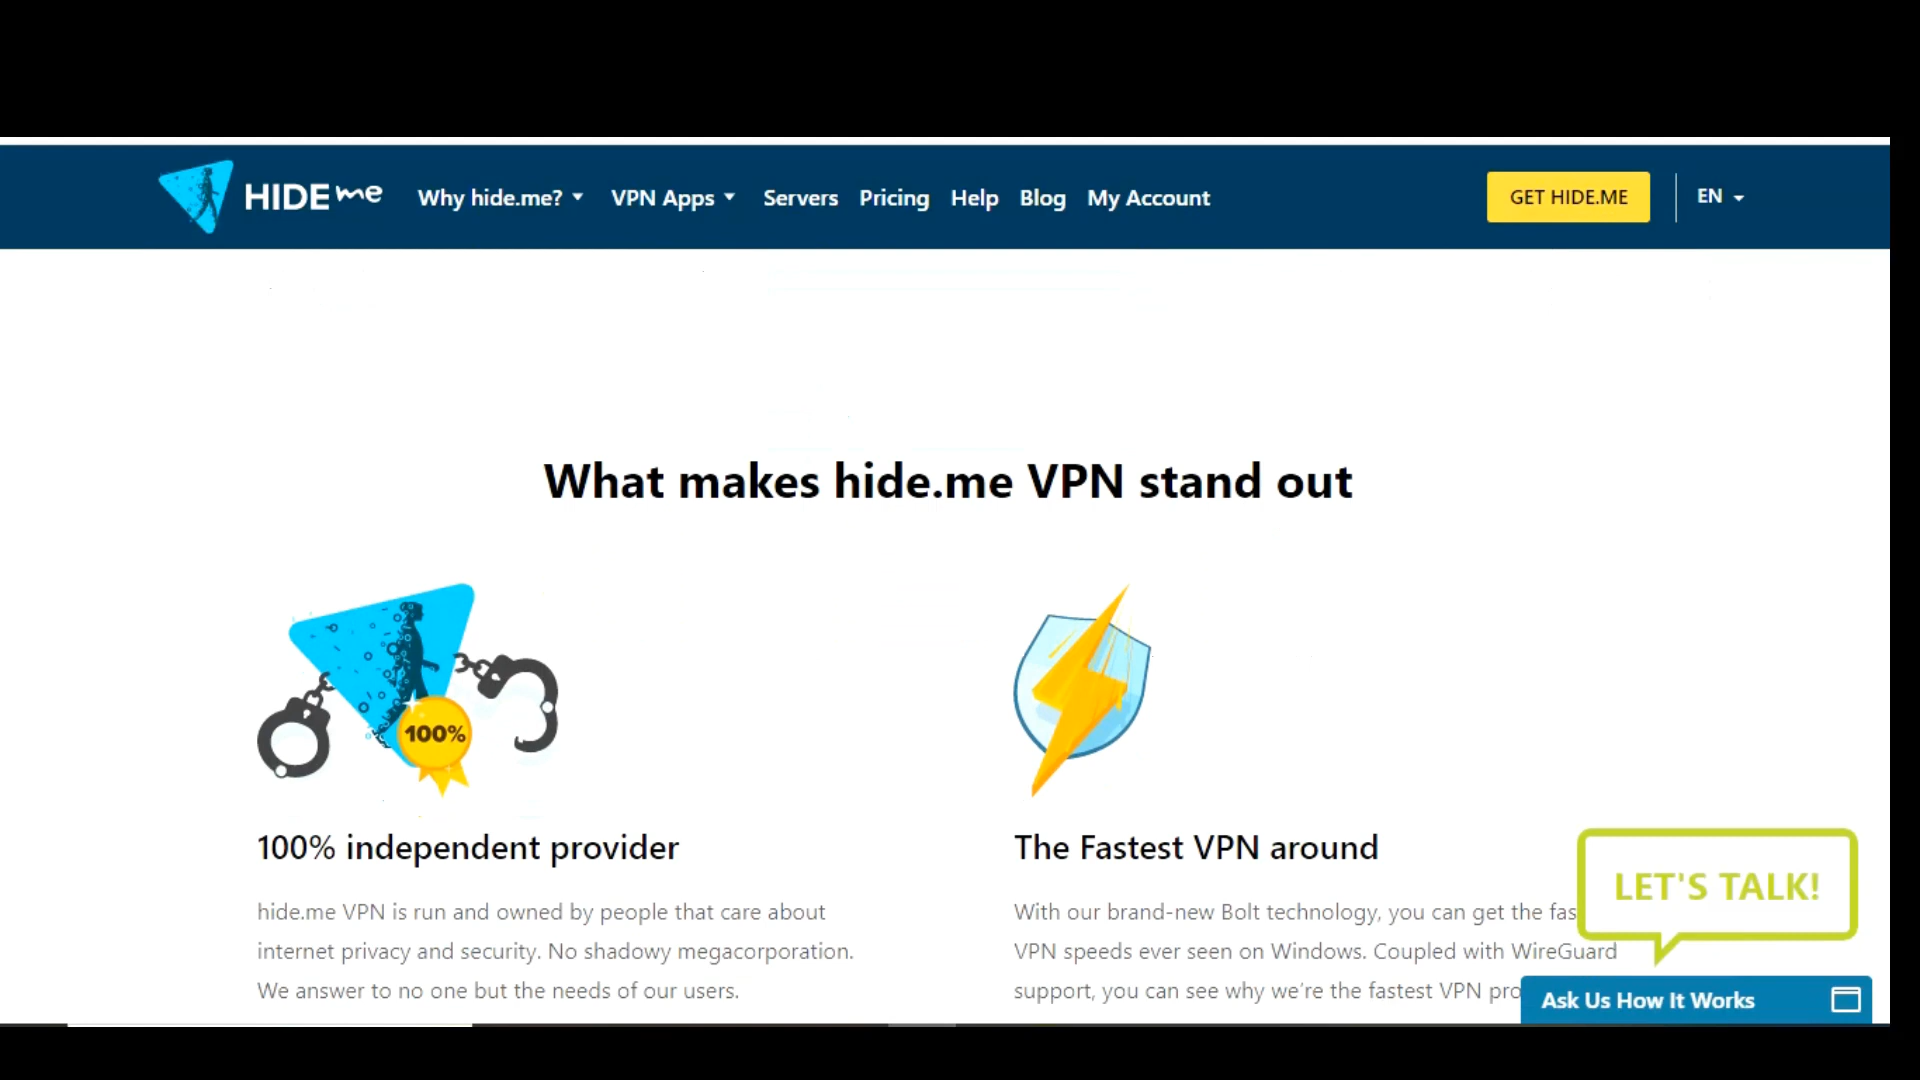 HIDE me
Why hide.me?
VPN Apps
Servers
Pricing
Help
Blog
My Account
GET HIDE.ME
EN
What makes hide.me VPN stand out
100%
100% independent provider
hide.me VPN is run and owned by people that care about
internet privacy and security. No shadowy megacorporation.
We answer to no one but the needs of our users.
The Fastest VPN around
With our brand-new Bolt technology, you can get the
VPN speeds ever seen on Windows. Coupled with WireGuard
support, you can see why we're the fastest VPN
LET'S TALK!
Ask Us How It Works